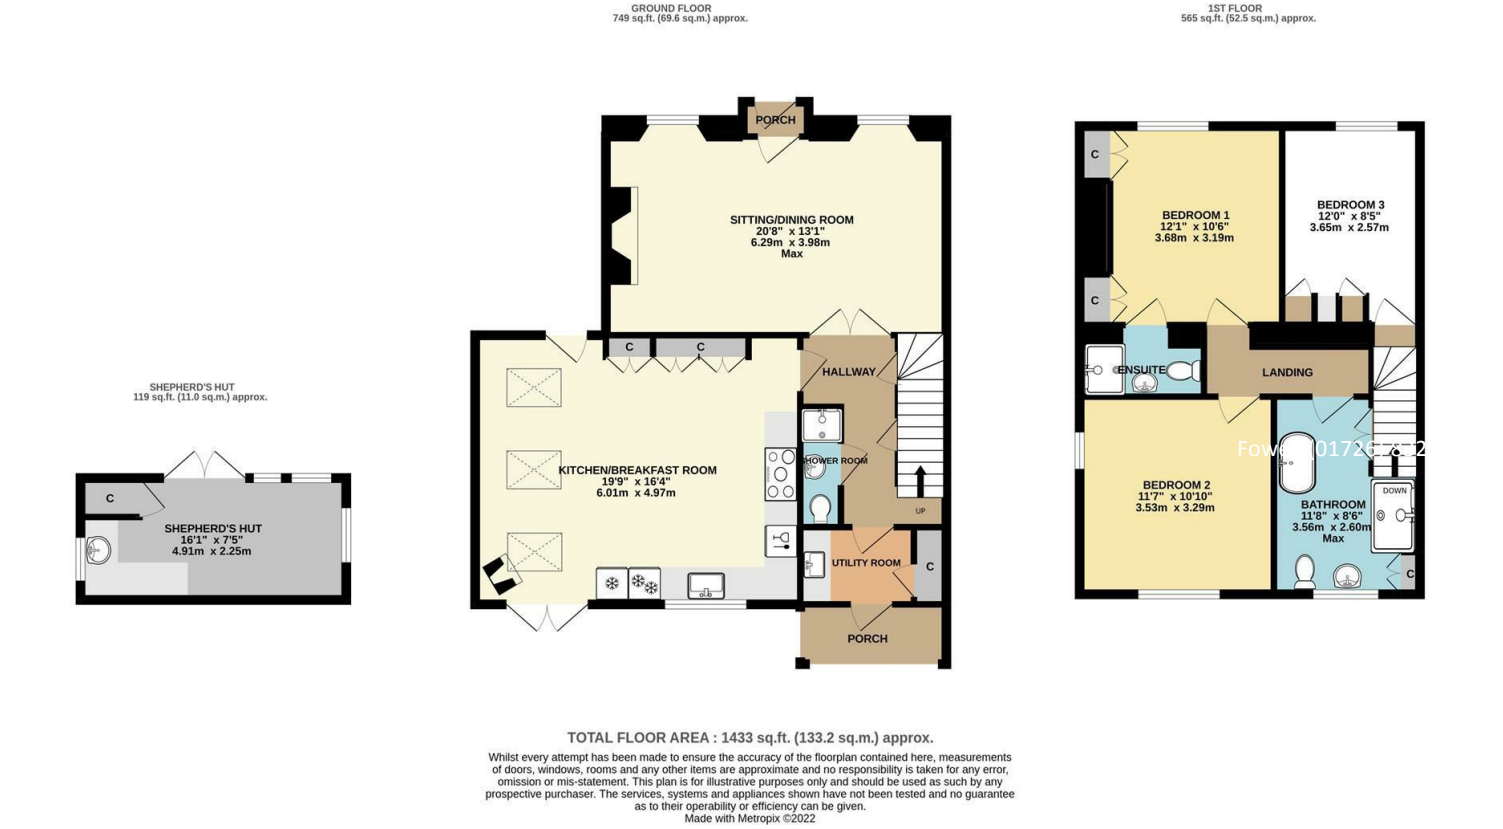 GROUND FLOOR
749 sq.ft. (69.6 sq.m.) approx.
1ST FLOOR
565 sq.ft. (52.5 sq.m.) approx.
PORCH
SITTING/DINING ROOM
20'8" x 13'1"
6.29m x 3.98m
Max
C
C
HALLWAY
KITCHEN/BREAKFAST ROOM
19'9" x 16'4"
6.01m x 4.97m
SHOWER ROOM
UP
UTILITY ROOM
C
PORCH
SHEPHERD'S HUT
119 sq.ft. (11.0 sq.m.) approx.
C
SHEPHERD'S HUT
16'1" x 7'5"
4.91m x 2.25m
C
BEDROOM 1
12'1" x 10'6"
3.68m x 3.19m
C
BEDROOM 3
12'0" x 8'5"
3.65m x 2.57m
ENSUITE
LANDING
BEDROOM 2
11'7" x 10'10"
3.53m x 3.29m
BATHROOM
11'8" x 8'6"
3.56m x 2.60m
Max
DOWN
C
TOTAL FLOOR AREA : 1433 sq.ft. (133.2 sq.m.) approx.
Whilst every attempt has been made to ensure the accuracy of the floorplan contained here, measurements
of doors, windows, rooms and any other items are approximate and no responsibility is taken for any error,
omission or mis-statement. This plan is for illustrative purposes only and should be used as such by any
prospective purchaser. The services, systems and appliances shown have not been tested and no guarantee
as to their operability or efficiency can be given.
Made with Metropix ©2022